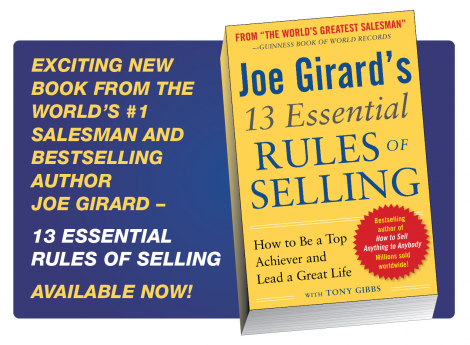 EXCITING NEW
BOOK FROM THE
WORLD'S #1
SALESMAN AND
BESTSELLING
AUTHOR
JOE GIRARD –
13 ESSENTIAL
RULES OF SELLING
AVAILABLE NOW!
FROM "THE WORLD'S GREATEST SALESMAN"
—GUINNESS BOOK OF WORLD RECORDS
Joe Girard's
13 Essential
RULES OF
SELLING
How to Be a Top
Achiever and
Lead a Great Life
Bestselling
author of
How to Sell
Anything to Anybody
Millions sold
worldwide!
WITH TONY GIBBS